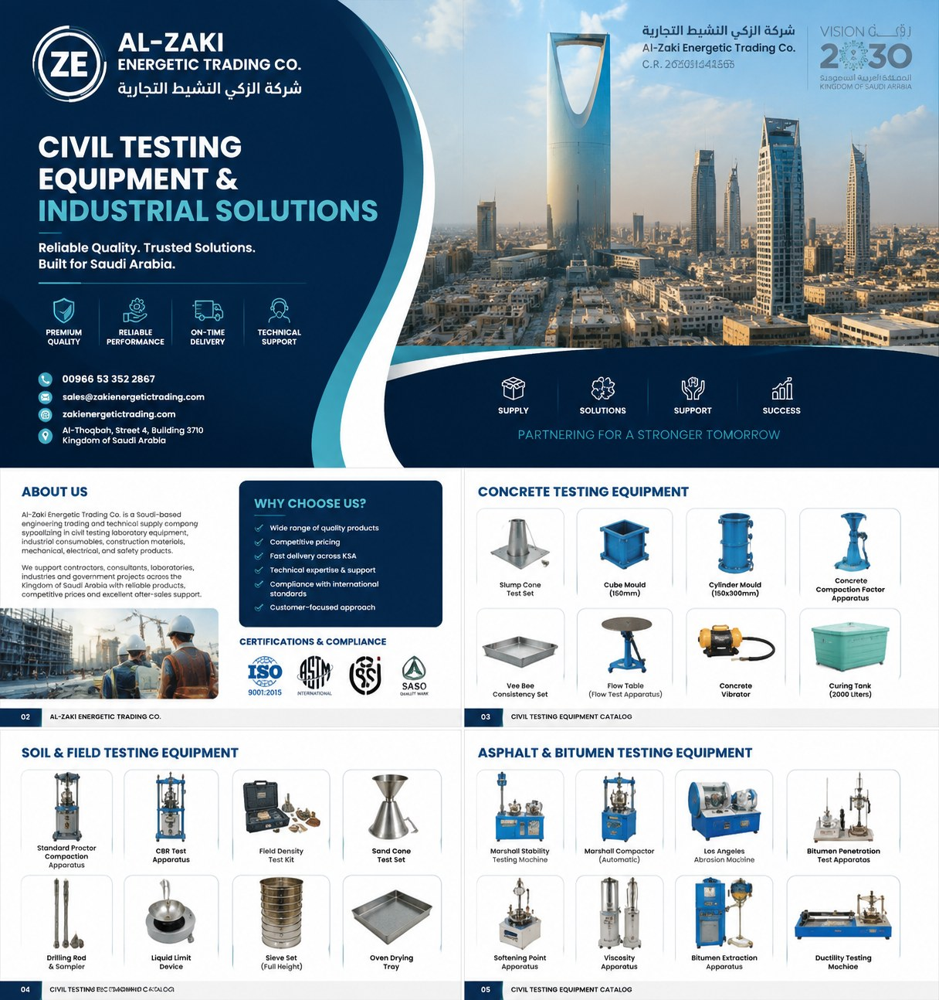 ZE
AL-ZAKI
ENERGETIC TRADING CO.
شركة الزكي التشيط التجارية
CIVIL TESTING
EQUIPMENT &
INDUSTRIAL SOLUTIONS
Reliable Quality. Trusted Solutions.
Built for Saudi Arabia.
PREMIUM
QUALITY
RELIABLE
PERFORMANCE
ON-TIME
DELIVERY
TECHNICAL
SUPPORT
00966 53 352 2867
sales@zakienergetictrading.com
zakienergetictrading.com
Al-Thoqbah, Street 4, Building 3710
Kingdom of Saudi Arabia
شركة الزكي النشيط التجارية
Al-Zaki Energetic Trading Co.
C.R.
VISION
2030
KINGDOM OF SAUDI ARABIA
SUPPLY
SOLUTIONS
SUPPORT
SUCCESS
PARTNERING FOR A STRONGER TOMORROW
ABOUT US
Al-Zaki Energetic Trading Co. is a Saudi-based
engineering trading and technical supply company
sypoolizing in civil testing laboratory equipment,
industrial consumables, construction materials,
mechanical, electrical, and safety products.
We support contractors, consultants, laboratories,
industries and government projects across the
Kingdom of Saudi Arabia with reliable products,
competitive prices and excellent after-sales support.
WHY CHOOSE US?
Wide range of quality products
Competitive pricing
Fast delivery across KSA
Technical expertise & support
Compliance with international
standards
Customer-focused approach
CERTIFICATIONS & COMPLIANCE
ISO
9001:2015
ASTM
INTERNATIONAL
SASO
QUALITY MARK
02
AL-ZAKI ENERGETIC TRADING CO.
CONCRETE TESTING EQUIPMENT
Slump Cone
Test Set
Cube Mould
(150mm)
Cylinder Mould
(150x300mm)
Concrete
Compaction Factor
Apparatus
Vee Bee
Consistency Set
Flow Table
(Flow Test Apparatus)
Concrete
Vibrator
Curing Tank
(2000 Liters)
03
CIVIL TESTING EQUIPMENT CATALOG
SOIL & FIELD TESTING EQUIPMENT
Standard Proctor
Compaction
Apparatus
CBR Test
Apparatus
Field Density
Test Kit
Sand Cone
Test Set
Drilling Rod
& Sampler
Liquid Limit
Device
Sieve Set
(Full Height)
Oven Drying
Tray
04
CIVIL TESTING
ASPHALT & BITUMEN TESTING EQUIPMENT
Marshall Stability
Testing Machine
Marshall Compactor
(Automatic)
Los Angeles
Abrasion Machine
Bitumen Penetration
Test Apparatos
Softening Point
Apparatus
Viscosity
Apparatus
Bitumen Extraction
Apparatus
Ductility Testing
Mochioe
05
CIVIL TESTING EQUIPMENT CATALOG